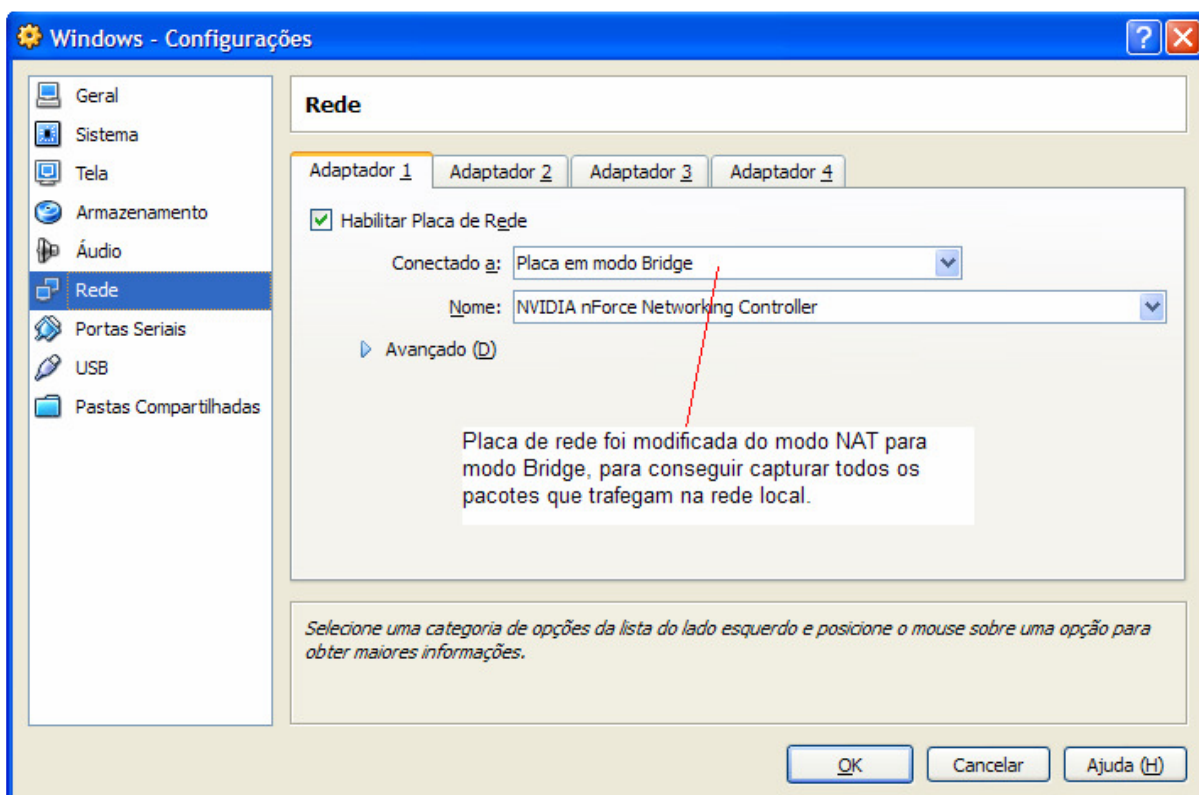 Windows - Configurações
Geral
Sistema
Tela
Armazenamento
Áudio
Rede
Portas Seriais
USB
Pastas Compartilhadas
Rede
Adaptador 1
Adaptador 2
Adaptador 3
Adaptador 4
Habilitar Placa de Rede
Conectado a: Placa em modo Bridge
Nome: NVIDIA nForce Networking Controller
Avançado (D)
Placa de rede foi modificada do modo NAT para
modo Bridge, para conseguir capturar todos os
pacotes que trafegam na rede local.
Selecione uma categoria de opções da lista do lado esquerdo e posicione o mouse sobre uma opção para
obter maiores informações.
OK
Cancelar
Ajuda (H)